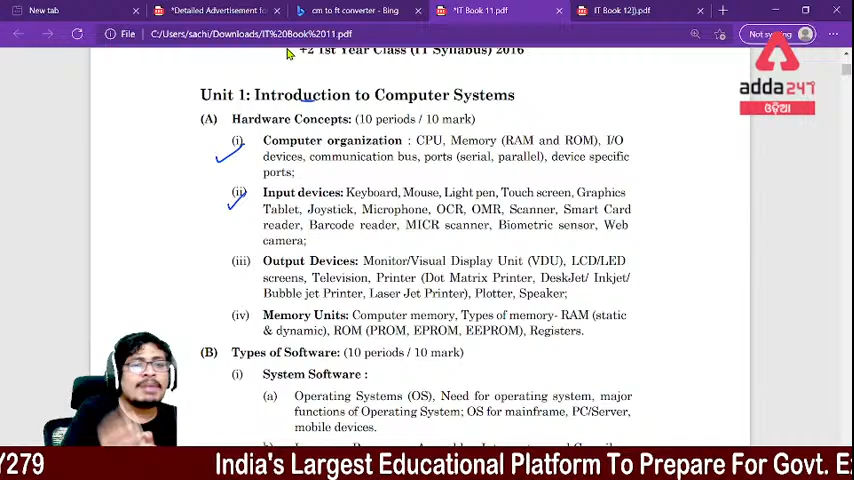 New tab
*Detailed Advertisement for
cm to ft converter - Bing
*IT Book 11.pdf
IT Book 12]).pdf
File
C:/Users/sachi/Downloads/IT%20Book%2011.pdf
Not
+2 1st Year Class (IT Syllabus) 2016
adda247
ଓଡ଼ିଆ
Unit 1: Introduction to Computer Systems
(A) Hardware Concepts: (10 periods / 10 mark)
(i) Computer organization : CPU, Memory (RAM and ROM), I/O
devices, communication bus, ports (serial, parallel), device specific
ports;
(ii) Input devices: Keyboard, Mouse, Light pen, Touch screen, Graphics
Tablet, Joystick, Microphone, OCR, OMR, Scanner, Smart Card
reader, Barcode reader, MICR scanner, Biometric sensor, Web
camera;
(iii) Output Devices: Monitor/Visual Display Unit (VDU), LCD/LED
screens, Television, Printer (Dot Matrix Printer, DeskJet/ Inkjet/
Bubble jet Printer, Laser Jet Printer), Plotter, Speaker;
(iv) Memory Units: Computer memory, Types of memory- RAM (static
& dynamic), ROM (PROM, EPROM, EEPROM), Registers.
(B) Types of Software: (10 periods / 10 mark)
(i) System Software :
(a) Operating Systems (OS), Need for operating system, major
functions of Operating System; OS for mainframe, PC/Server,
mobile devices.
Y279 India's Largest Educational Platform To Prepare For Govt. E